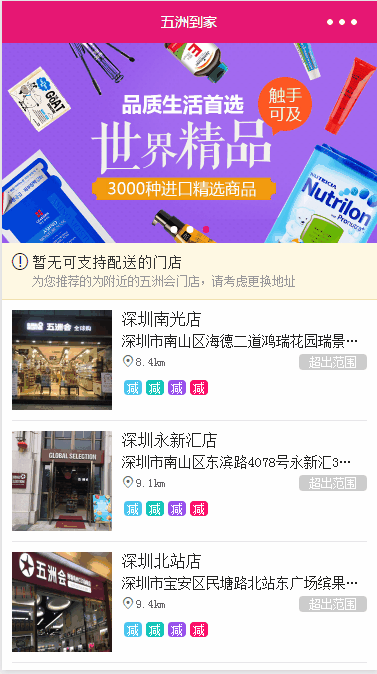 五洲到家
品质生活首选
世界精品
触手
可及
3000种进口精选商品
GOAT
NUTRICIA
Nutrilon
暂无可支持配送的门店
为您推荐的为附近的五洲会门店，请考虑更换地址
五洲会 全球购
深圳南光店
深圳市南山区海德二道鸿瑞花园瑞景…
8.4km
超出范围
减 减 减 减
GLOBAL SELECTION
深圳永新汇店
深圳市南山区东滨路4078号永新汇3…
9.1km
超出范围
减 减 减 减
五洲会
深圳北站店
深圳市宝安区民塘路北站东广场缤果…
9.4km
超出范围
减 减 减 减